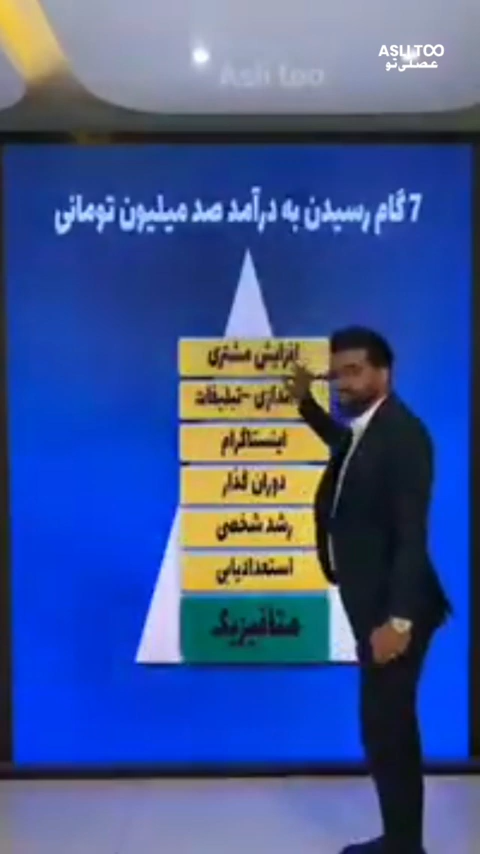 ASLI TOO
عصلی‌تو
Asli too
7 گام رسیدن به درآمد صد میلیون تومانی
افزایش مشتری
اندازی - تبلیغات
اینستاگرام
دوران گذار
رشد شخصی
استعدادیابی
متافیزیک